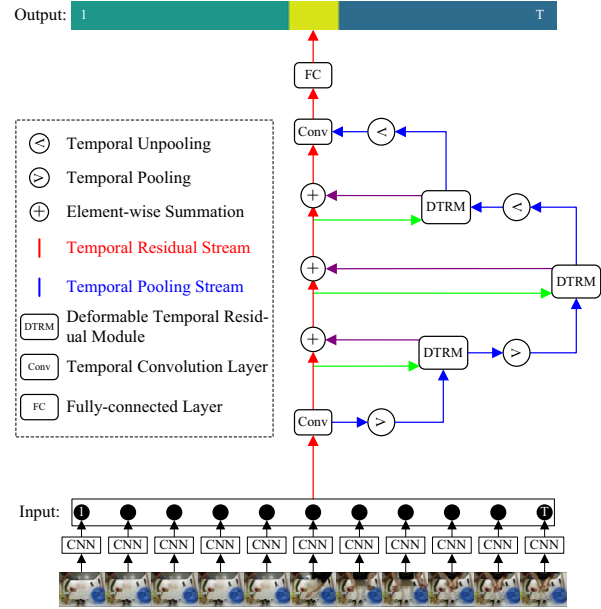 Output: 1 T
FC
Conv <
< Temporal Unpooling
> Temporal Pooling
+ Element-wise Summation
Temporal Residual Stream
Temporal Pooling Stream
DTRM Deformable Temporal Resid-
ual Module
Conv Temporal Convolution Layer
FC Fully-connected Layer
+ DTRM <
+ DTRM
+ DTRM >
Conv >
Input: 1 T
CNN CNN CNN CNN CNN CNN CNN CNN CNN CNN CNN